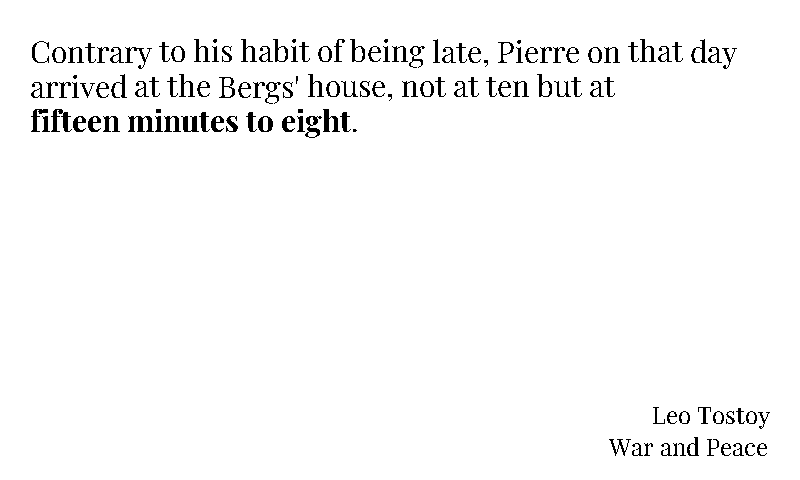 Contrary to his habit of being late, Pierre on that day
arrived at the Bergs' house, not at ten but at
fifteen minutes to eight.
Leo Tostoy
War and Peace